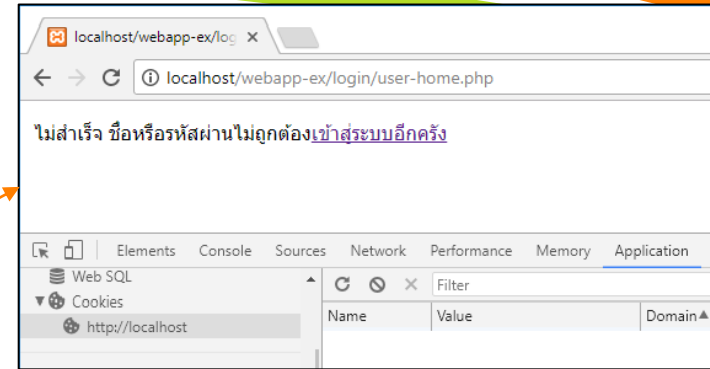 localhost/webapp-ex/log
localhost/webapp-ex/login/user-home.php
ไม่สำเร็จ ชื่อหรือรหัสผ่านไม่ถูกต้องเข้าสู่ระบบอีกครัง
Elements Console Sources Network Performance Memory Application
Web SQL
Filter
Cookies
Name Value Domain
http://localhost